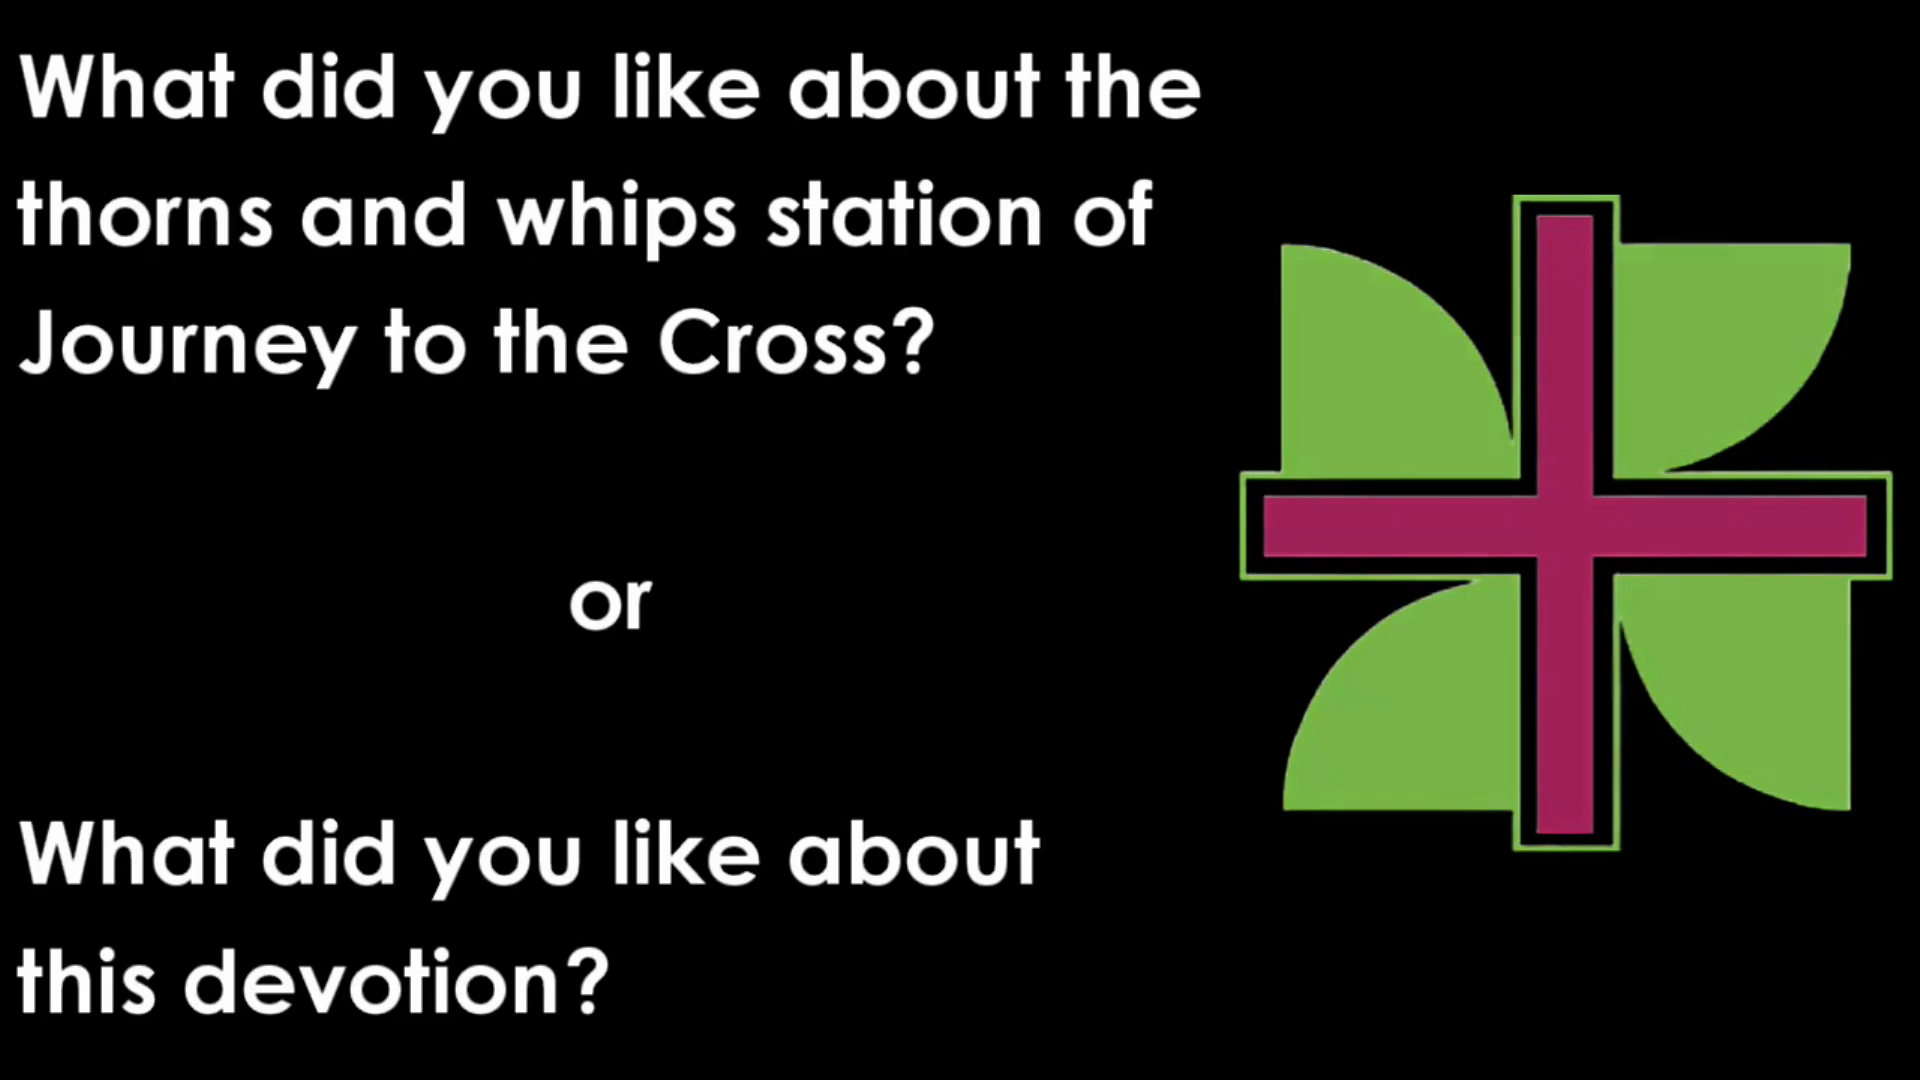 What did you like about the
thorns and whips station of
Journey to the Cross?
or
What did you like about
this devotion?